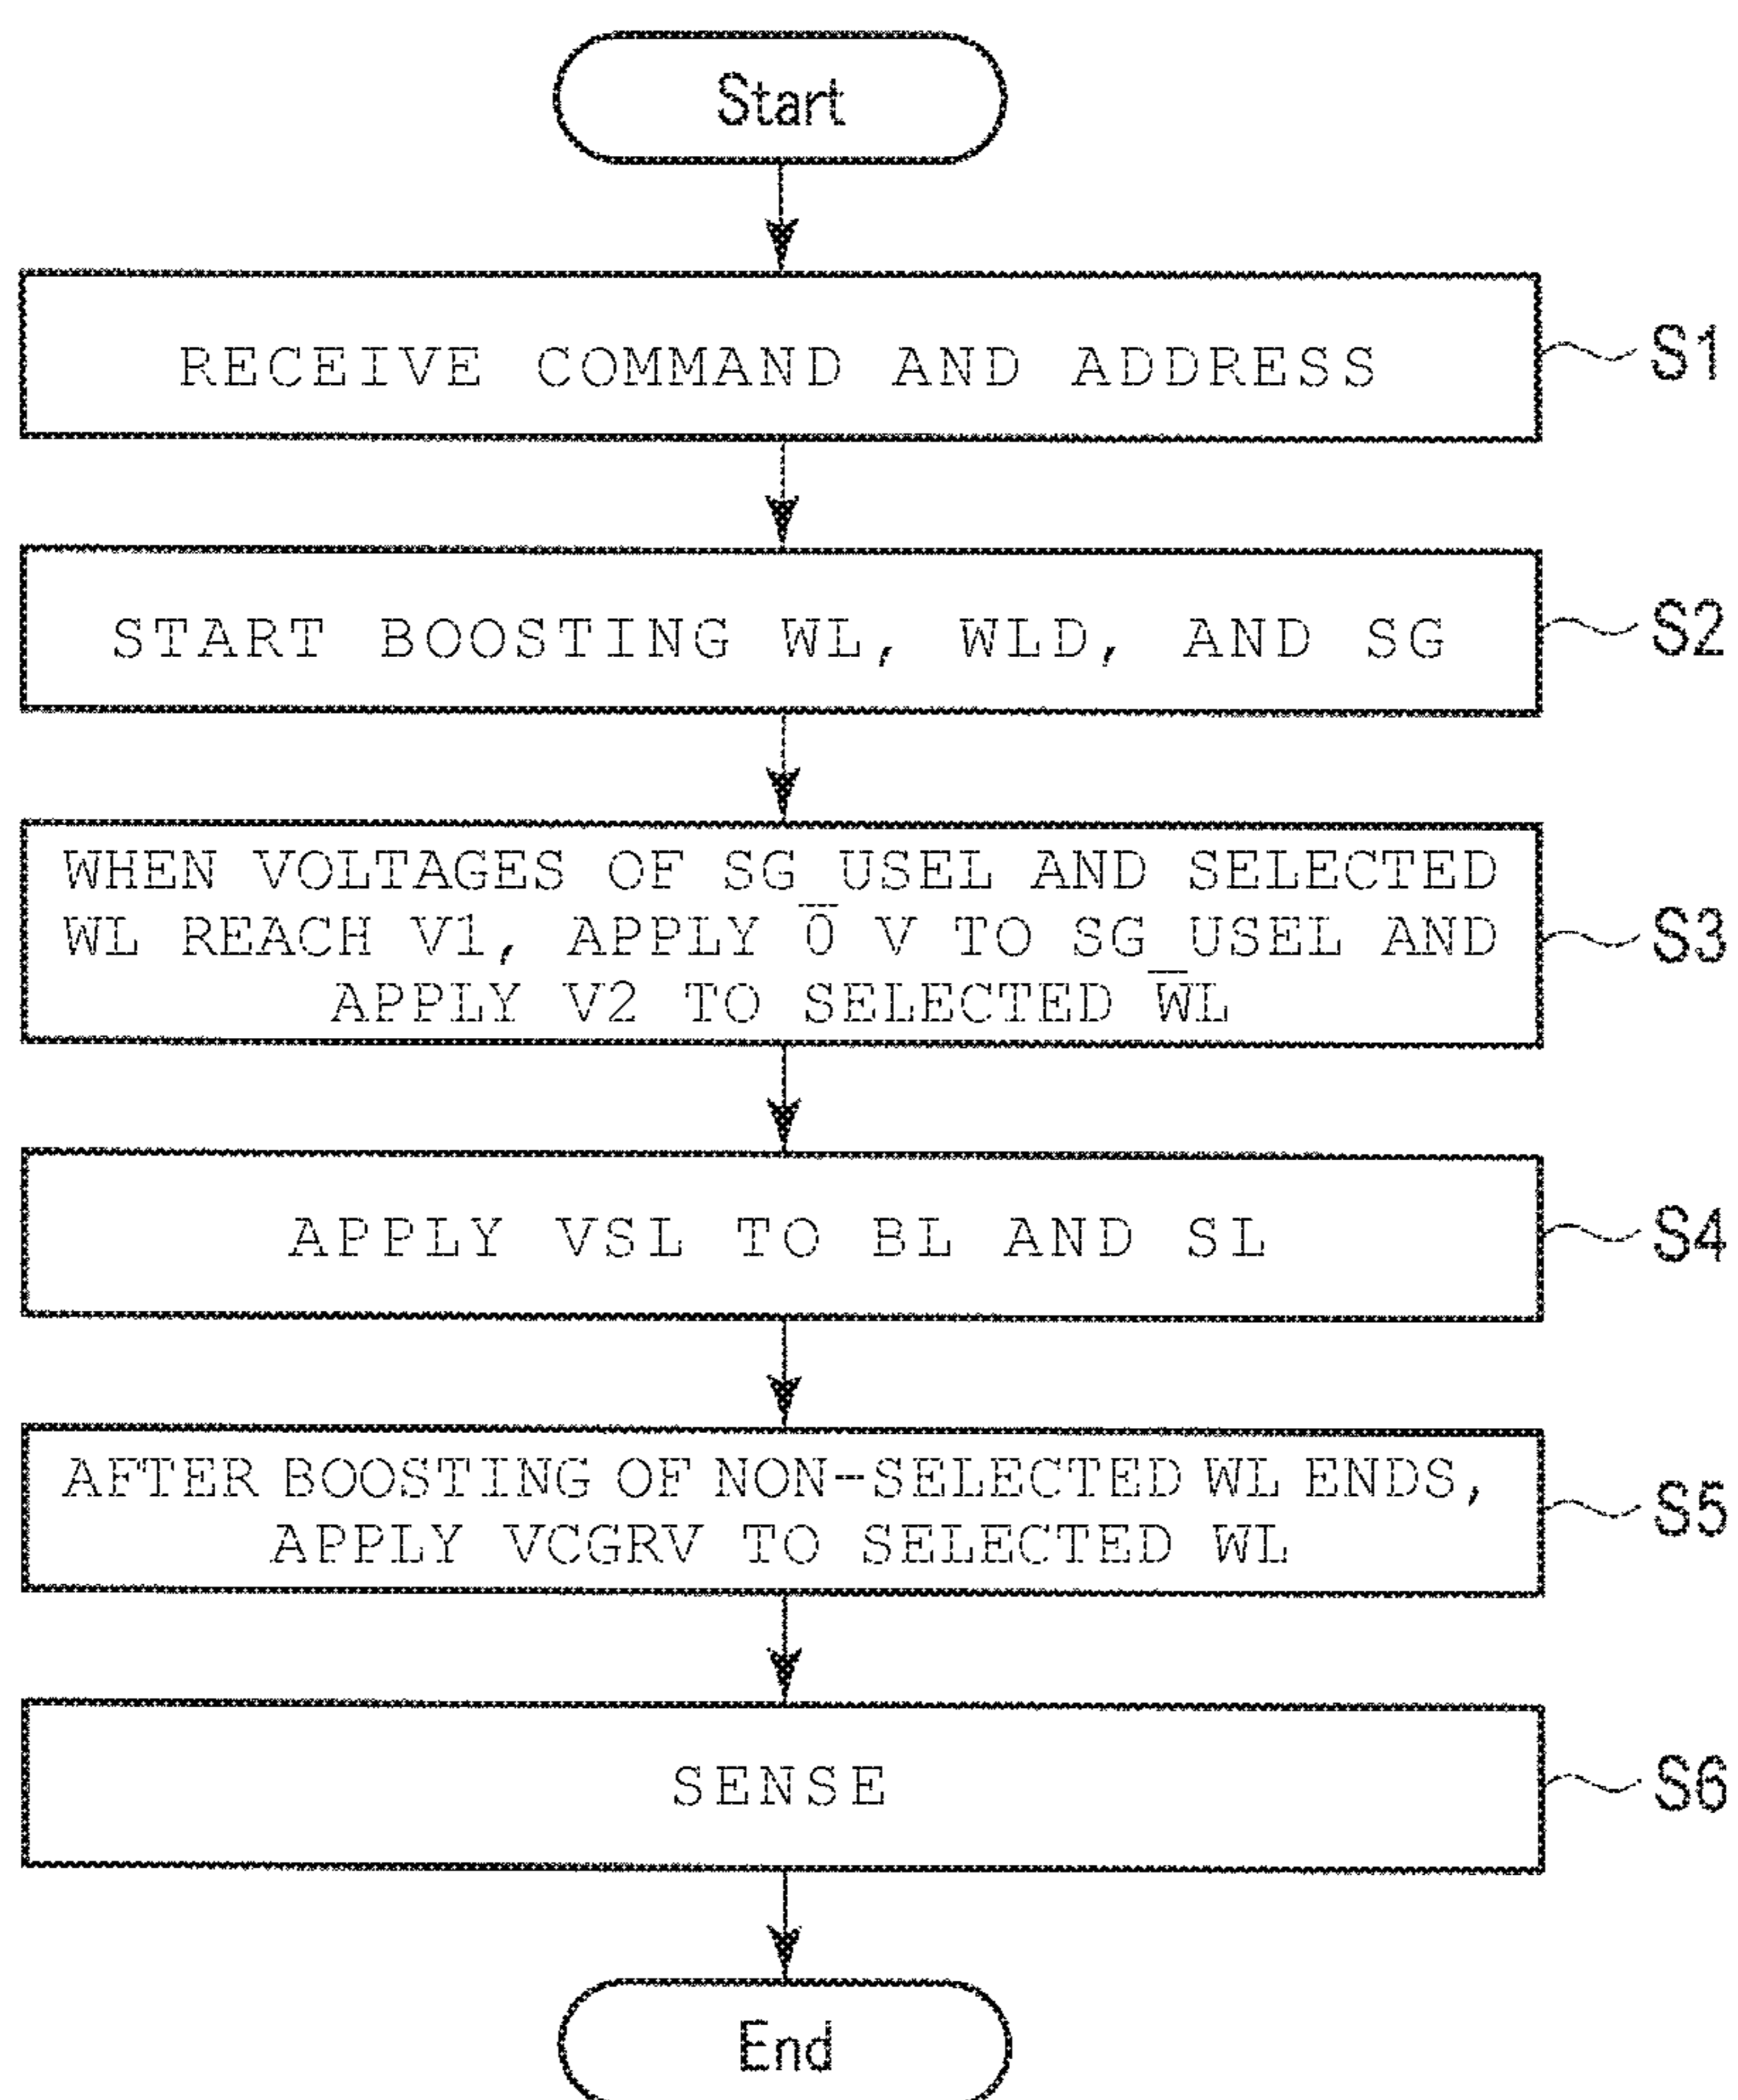 Start
RECEIVE COMMAND AND ADDRESS
S1
START BOOSTING WL, WLD, AND SG
S2
WHEN VOLTAGES OF SG_USEL AND SELECTED
WL REACH V1, APPLY 0 V TO SG_USEL AND
APPLY V2 TO SELECTED WL
S3
APPLY VSL TO BL AND SL
S4
AFTER BOOSTING OF NON-SELECTED WL ENDS,
APPLY VCGRV TO SELECTED WL
S5
SENSE
S6
End